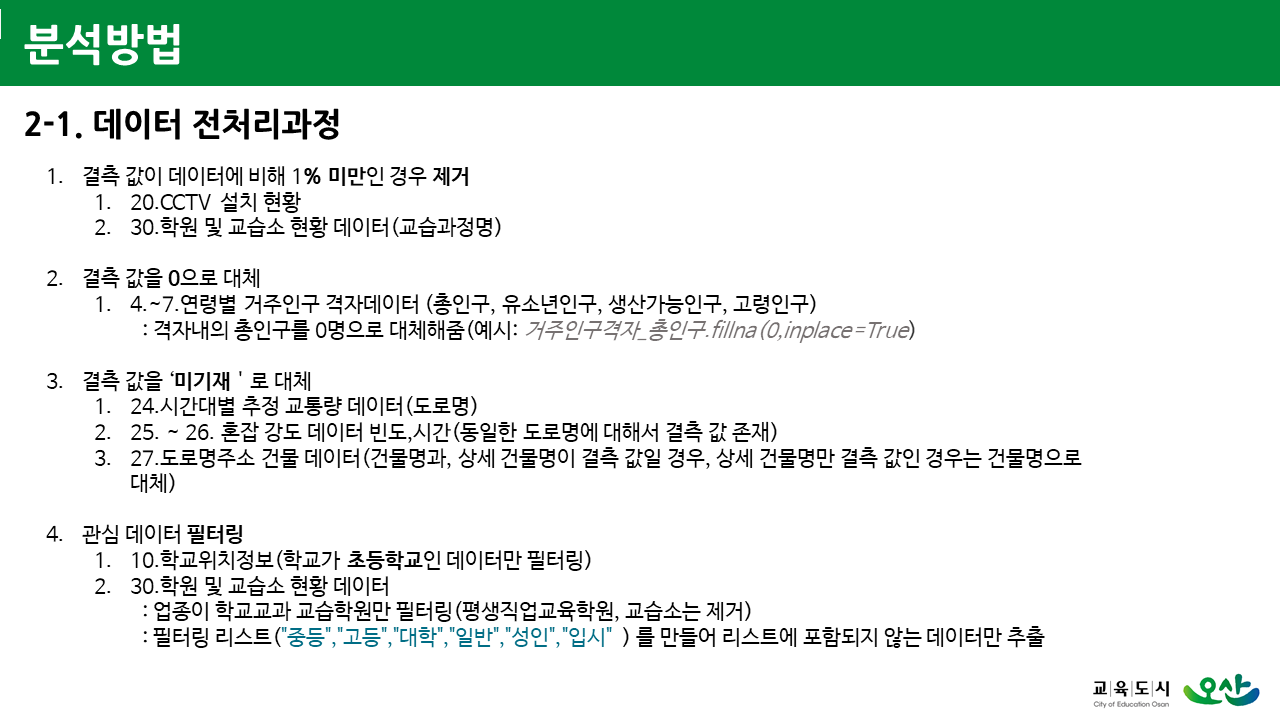 분석방법
2-1. 데이터 전처리과정
1. 결측 값이 데이터에 비해 1% 미만인 경우 제거
1. 20.CCTV 설치 현황
2. 30.학원 및 교습소 현황 데이터(교습과정명)
2. 결측 값을 0으로 대체
1. 4.~7.연령별 거주인구 격자데이터 (총인구, 유소년인구, 생산가능인구, 고령인구)
: 격자내의 총인구를 0명으로 대체해줌(예시: 거주인구격자_총인구.fillna(0,inplace=True)
3. 결측 값을 ‘미기재 ' 로 대체
1. 24.시간대별 추정 교통량 데이터(도로명)
2. 25. ~ 26. 혼잡 강도 데이터 빈도,시간(동일한 도로명에 대해서 결측 값 존재)
3. 27.도로명주소 건물 데이터(건물명과, 상세 건물명이 결측 값일 경우, 상세 건물명만 결측 값인 경우는 건물명으로
대체)
4. 관심 데이터 필터링
1. 10.학교위치정보(학교가 초등학교인 데이터만 필터링)
2. 30.학원 및 교습소 현황 데이터
: 업종이 학교교과 교습학원만 필터링(평생직업교육학원, 교습소는 제거)
: 필터링 리스트("중등","고등","대학","일반","성인","입시" ) 를 만들어 리스트에 포함되지 않는 데이터만 추출
교|육|도|시 오산
City of Education Osan